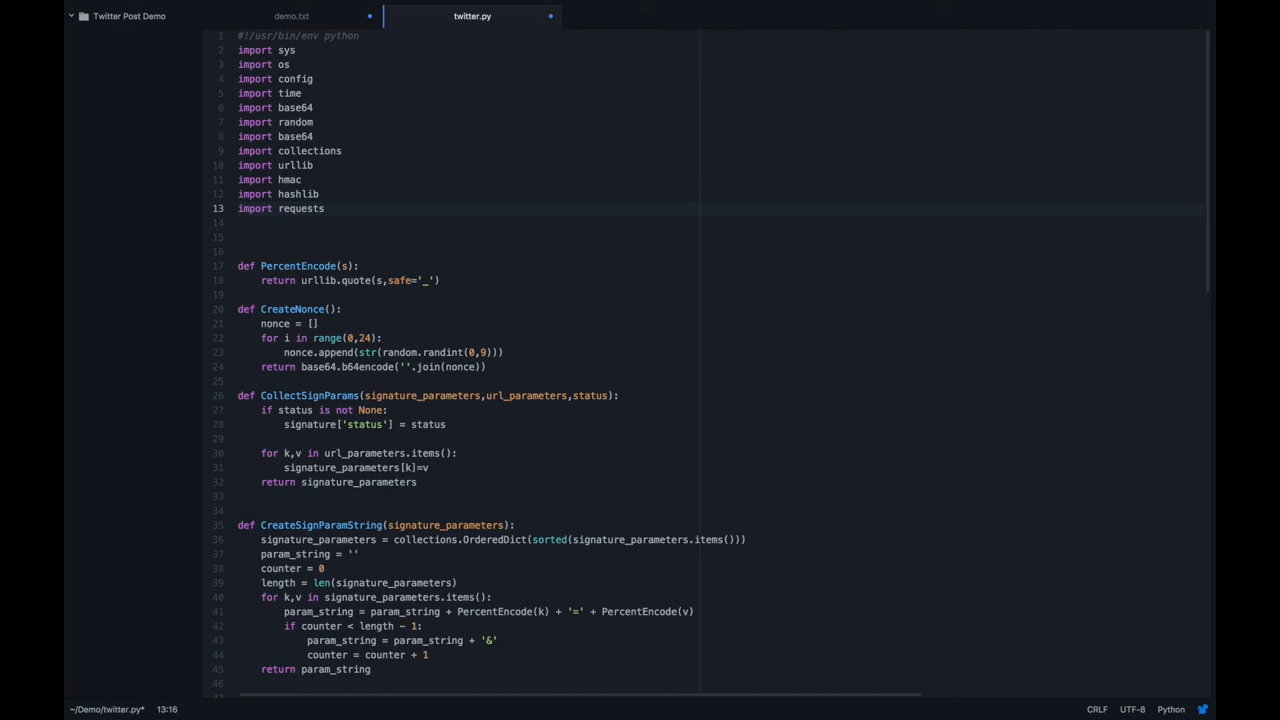 Twitter Post Demo
demo.txt
twitter.py
1 #!/usr/bin/env python
2 import sys
3 import os
4 import config
5 import time
6 import base64
7 import random
8 import base64
9 import collections
10 import urllib
11 import hmac
12 import hashlib
13 import requests
14
15
16
17 def PercentEncode(s):
18     return urllib.quote(s,safe='_')
19
20 def CreateNonce():
21     nonce = []
22     for i in range(0,24):
23         nonce.append(str(random.randint(0,9)))
24     return base64.b64encode(''.join(nonce))
25
26 def CollectSignParams(signature_parameters,url_parameters,status):
27     if status is not None:
28         signature['status'] = status
29
30     for k,v in url_parameters.items():
31         signature_parameters[k]=v
32     return signature_parameters
33
34
35 def CreateSignParamString(signature_parameters):
36     signature_parameters = collections.OrderedDict(sorted(signature_parameters.items()))
37     param_string = ''
38     counter = 0
39     length = len(signature_parameters)
40     for k,v in signature_parameters.items():
41         param_string = param_string + PercentEncode(k) + '=' + PercentEncode(v)
42         if counter < length - 1:
43             param_string = param_string + '&'
44             counter = counter + 1
45     return param_string
46
~/Demo/twitter.py* 13:16
CRLF UTF-8 Python